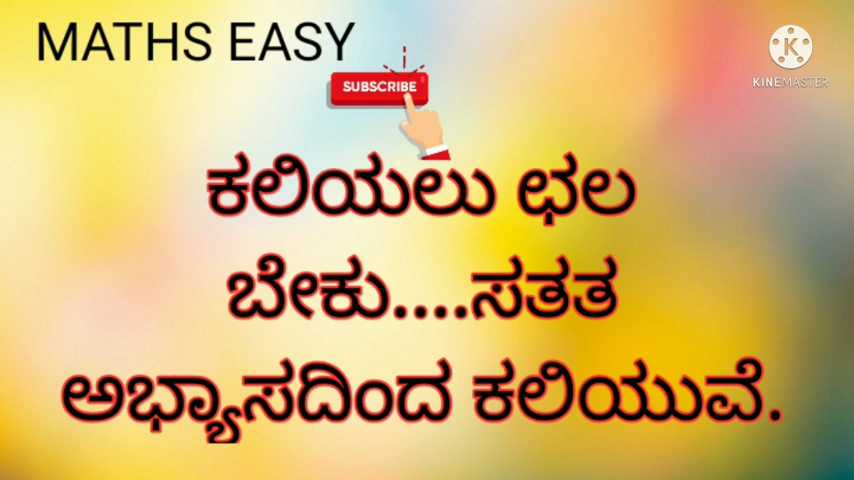 MATHS EASY
SUBSCRIBE
K
KINEMASTER
ಕಲಿಯಲು ಛಲ
ಬೇಕು....ಸತತ
ಅಭ್ಯಾಸದಿಂದ ಕಲಿಯುವೆ.